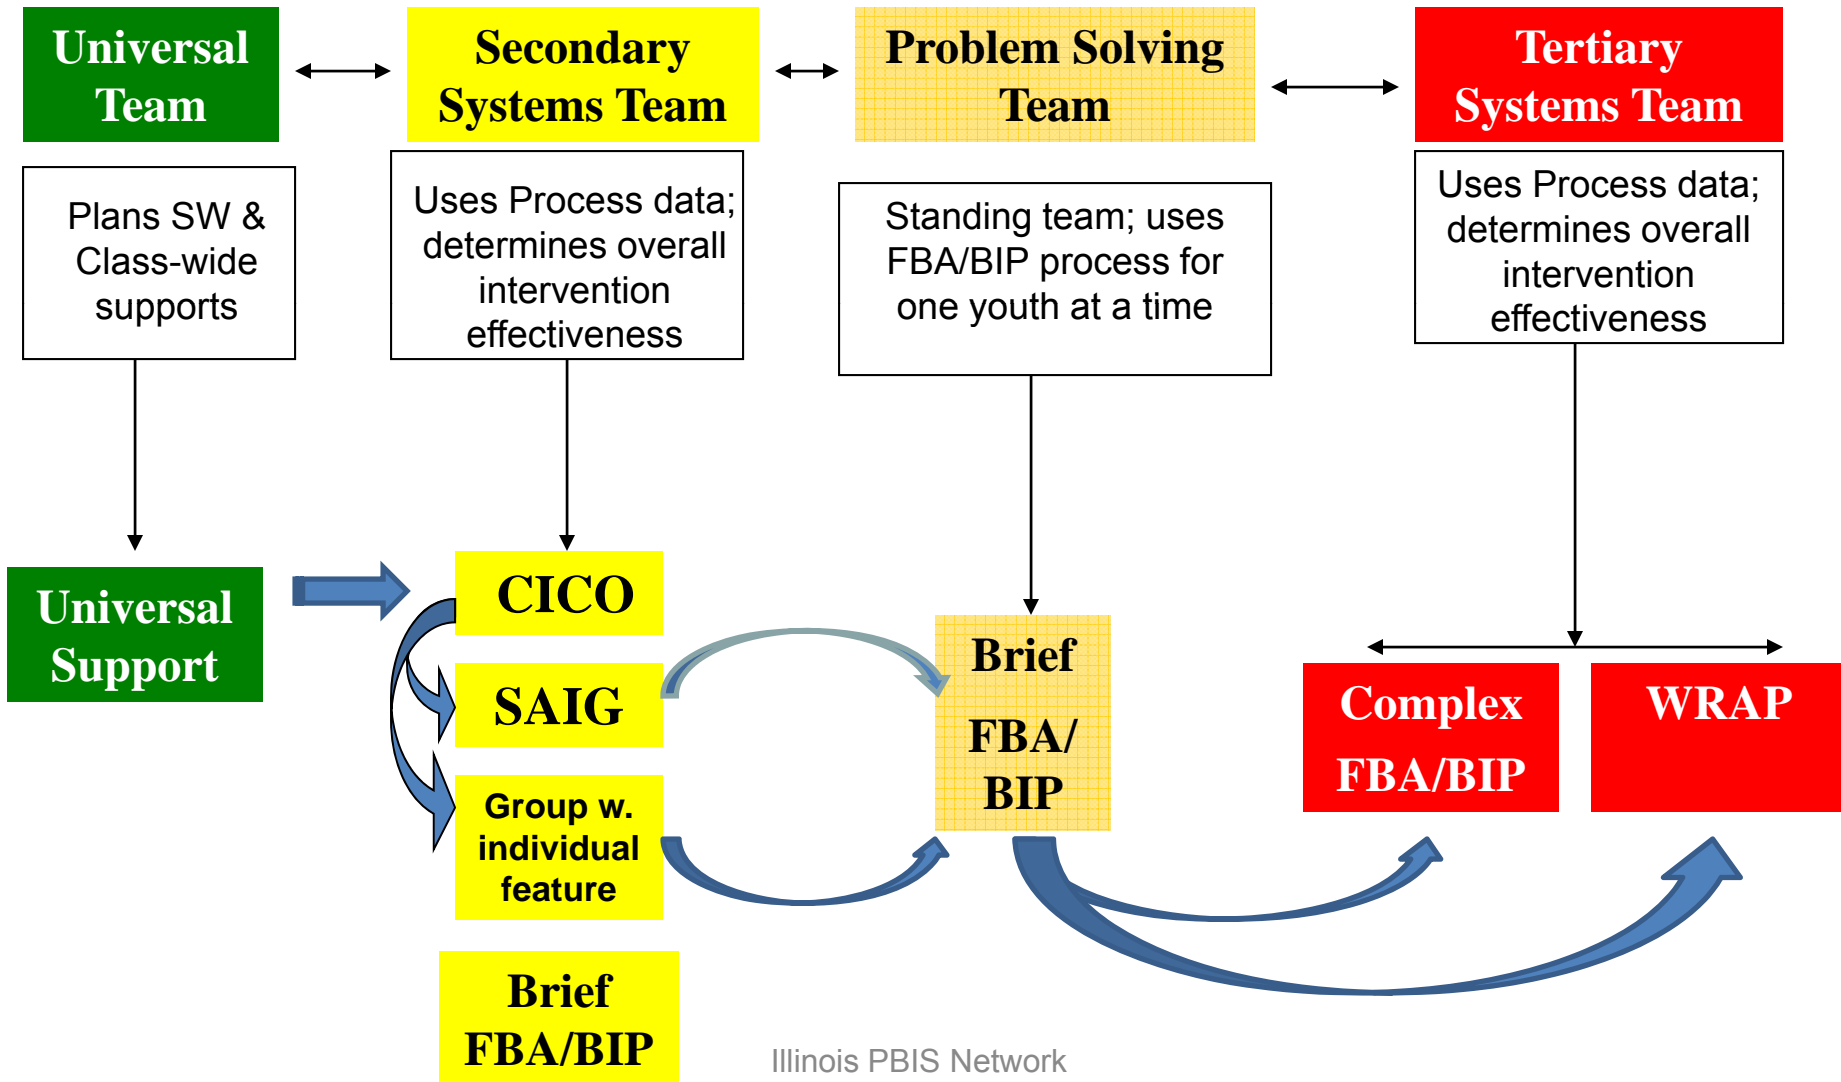 Universal
Team
Secondary
Systems Team
Problem Solving
Team
Tertiary
Systems Team
Plans SW &
Class-wide
supports
Uses Process data;
determines overall
intervention
effectiveness
Standing team; uses
FBA/BIP process for
one youth at a time
Uses Process data;
determines overall
intervention
effectiveness
Universal
Support
CICO
SAIG
Group w.
individual
feature
Brief
FBA/BIP
Brief
FBA/
BIP
Complex
FBA/BIP
WRAP
Illinois PBIS Network